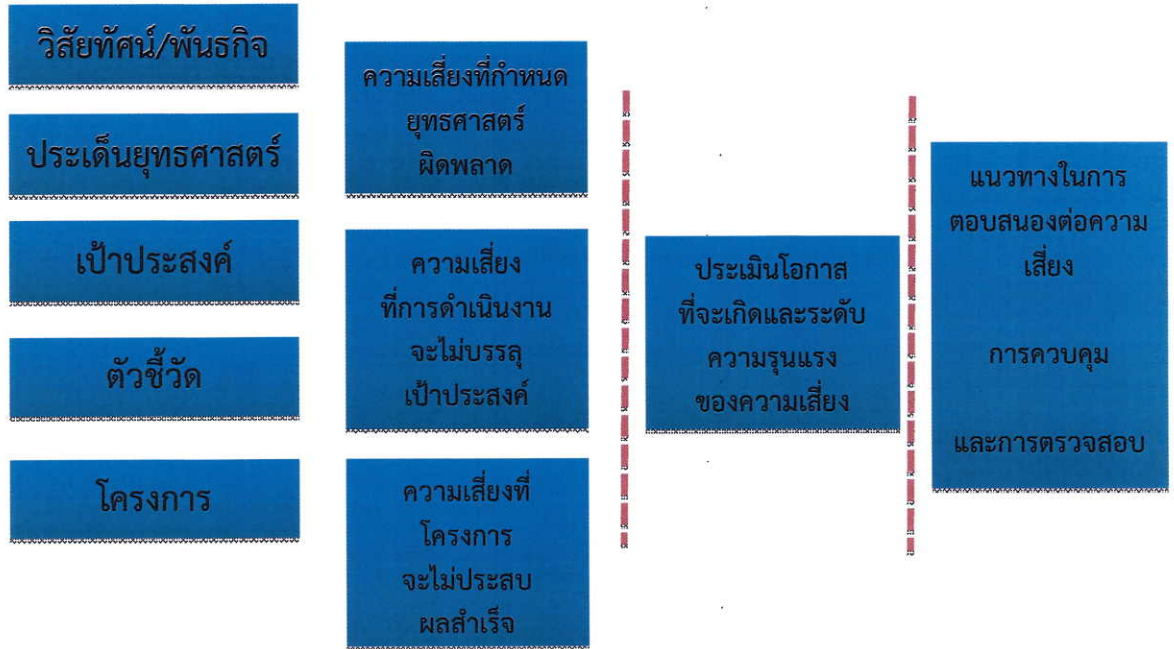 วิสัยทัศน์/พันธกิจ
ประเด็นยุทธศาสตร์
เป้าประสงค์
ตัวชี้วัด
โครงการ
ความเสี่ยงที่กำหนด
ยุทธศาสตร์
ผิดพลาด
ความเสี่ยง
ที่การดำเนินงาน
จะไม่บรรลุ
เป้าประสงค์
ความเสี่ยงที่
โครงการ
จะไม่ประสบ
ผลสำเร็จ
ประเมินโอกาส
ที่จะเกิดและระดับ
ความรุนแรง
ของความเสี่ยง
แนวทางในการ
ตอบสนองต่อความ
เสี่ยง
การควบคุม
และการตรวจสอบ